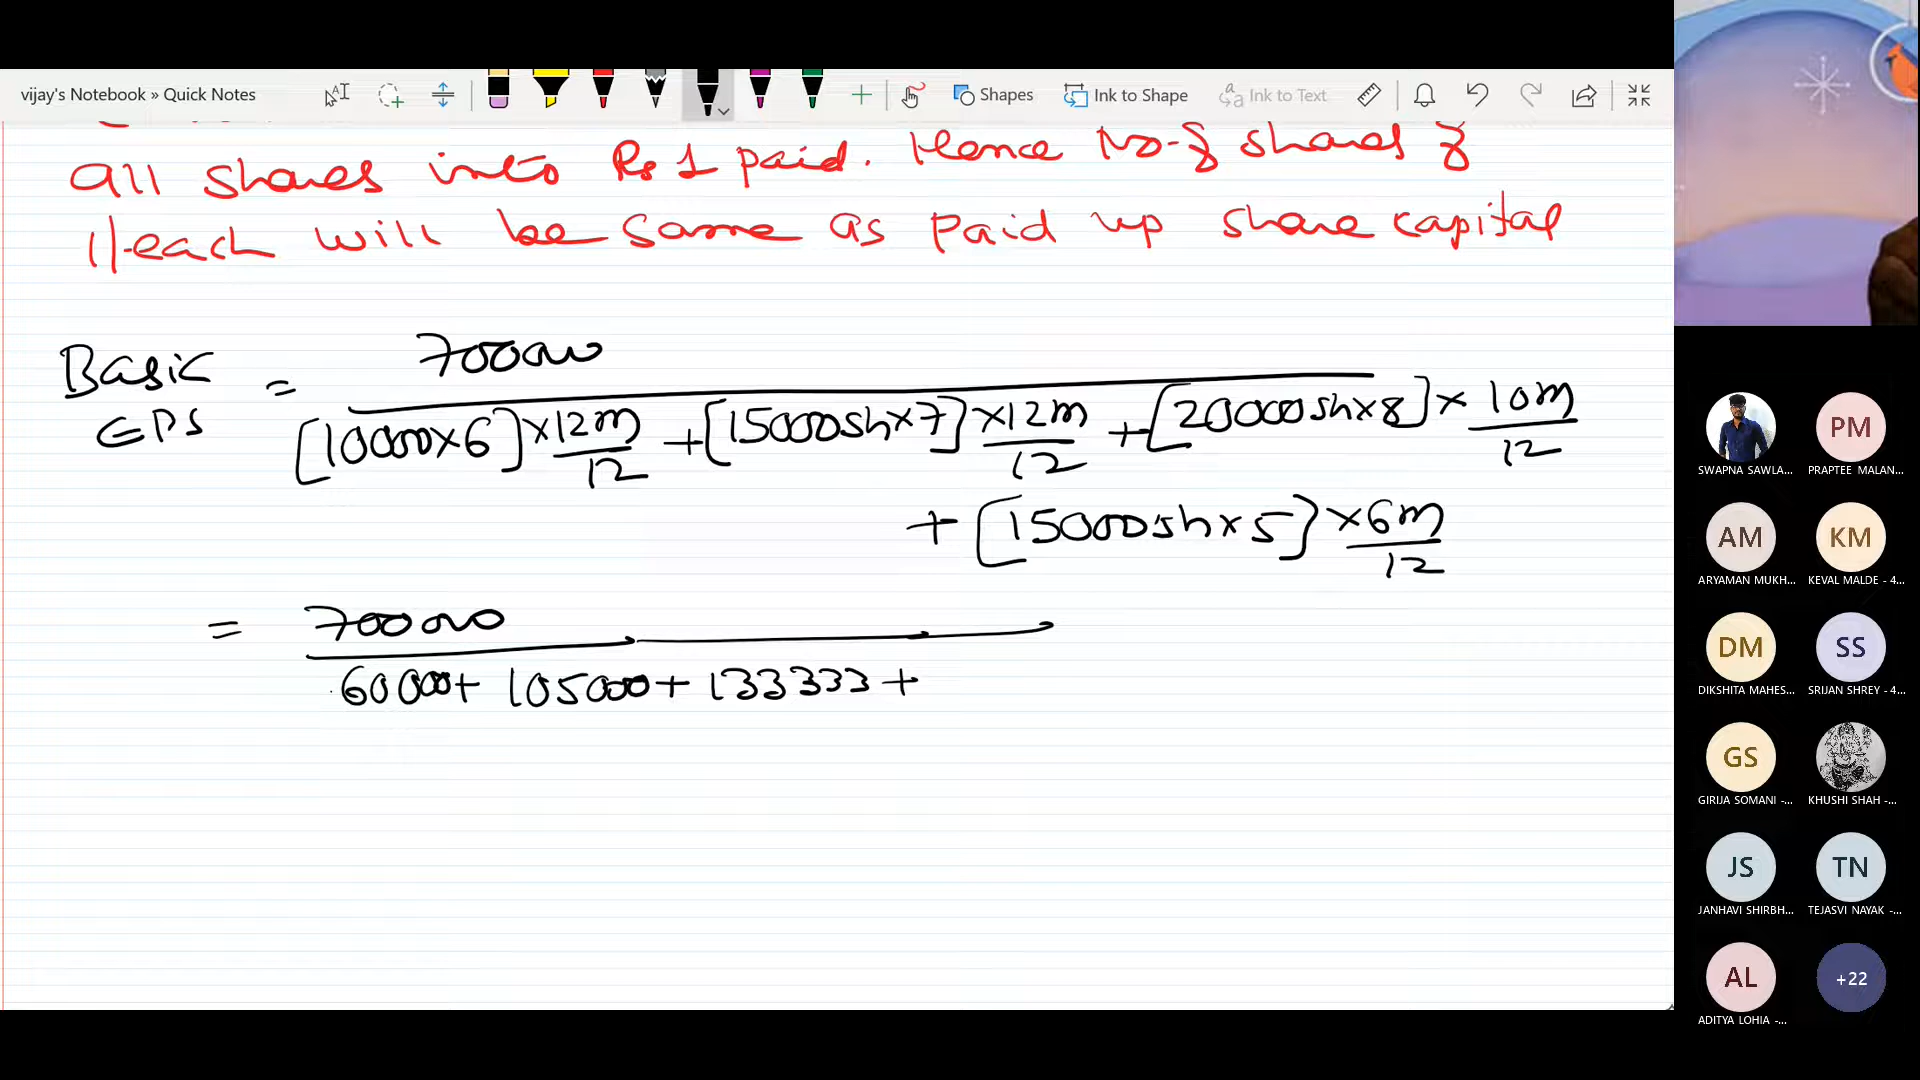 vijay's Notebook » Quick Notes
Shapes
Ink to Shape
Ink to Text
all shares into Rs 1 paid. Hence No. of shares of
1/- each will be same as paid up share capital
Basic EPS = 700000
[10000×6]×12m/12 + [15000sh×7]×12m/12 + [20000sh×8]×10m/12
+ [15000sh×5]×6m/12
= 700000
60000+ 105000+ 133333+
SWAPNA SAWLA...
PM
PRAPTEE MALAN...
AM
ARYAMAN MUKH...
KM
KEVAL MALDE - 4...
DM
DIKSHITA MAHES...
SS
SRIJAN SHREY - 4...
GS
GIRIJA SOMANI -...
KHUSHI SHAH -...
JS
JANHAVI SHIRBH...
TN
TEJASVI NAYAK -...
AL
ADITYA LOHIA -...
+22